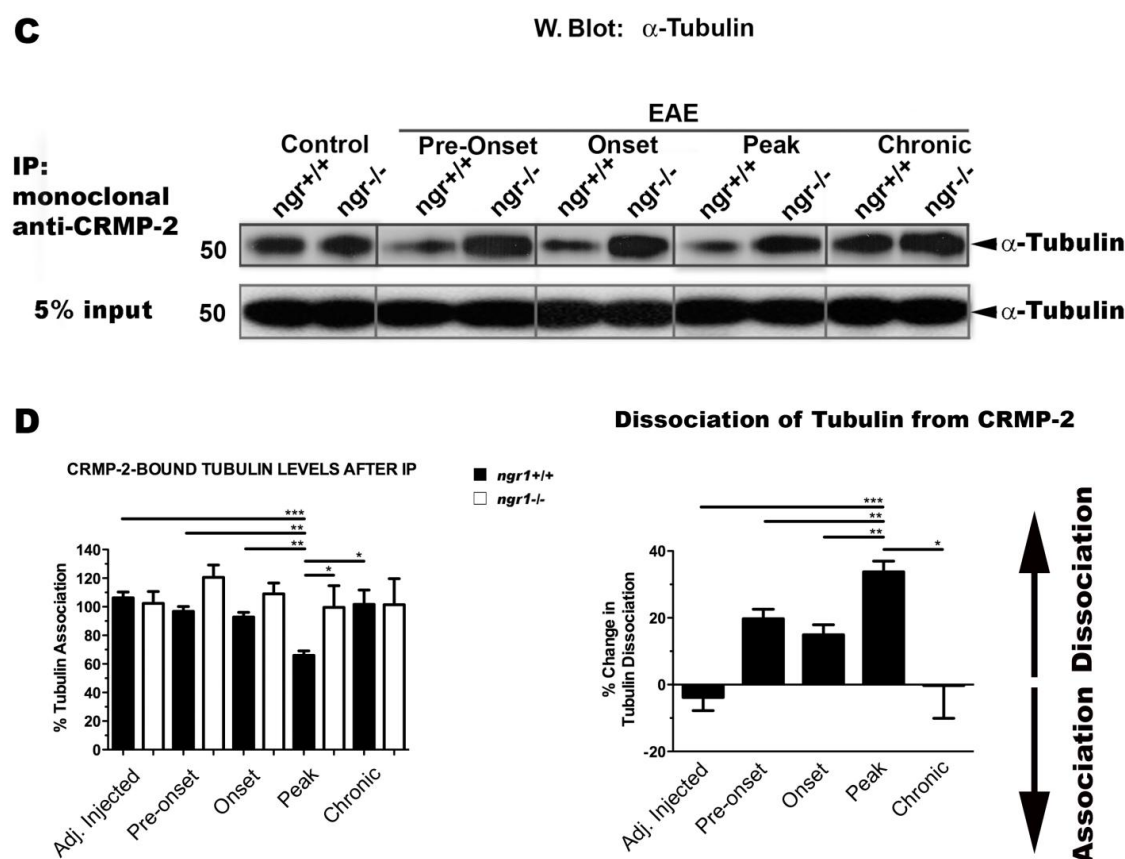 C
W. Blot: α-Tubulin
EAE
Control Pre-Onset Onset Peak Chronic
ngr+/+ ngr-/- ngr+/+ ngr-/- ngr+/+ ngr-/- ngr+/+ ngr-/- ngr+/+ ngr-/-
IP:
monoclonal
anti-CRMP-2
50 α-Tubulin
5% input 50 α-Tubulin
D
CRMP-2-BOUND TUBULIN LEVELS AFTER IP
ngr1+/+
ngr1-/-
***
**
**
*
*
% Tubulin Association
140
120
100
80
60
40
20
0
Adj. Injected Pre-onset Onset Peak Chronic
Dissociation of Tubulin from CRMP-2
***
**
**
*
% Change in
Tubulin Dissociation
40
20
0
-20
Adj. Injected Pre-onset Onset Peak Chronic
Association Dissociation